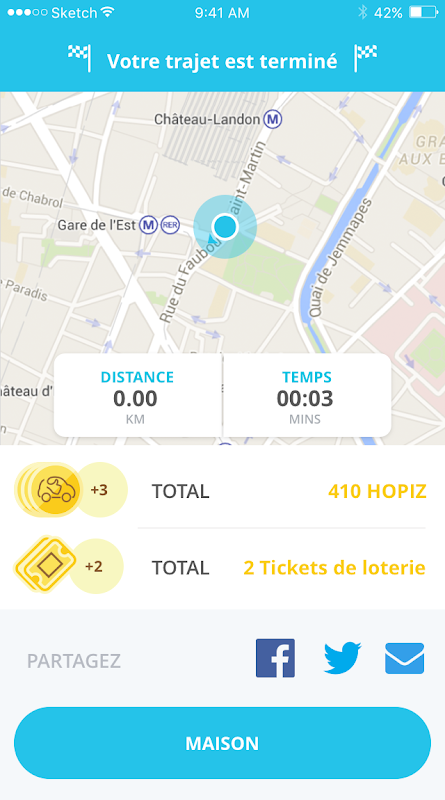 Sketch 9:41 AM 42%
Votre trajet est terminé
Château-Landon M
GRA
AUX E
de Chabrol
Gare de l'Est M RER
Saint-Martin
Rue du Faubou
Quai de Jemmapes
Paradis
âteau d'
DISTANCE
0.00
KM
TEMPS
00:03
MINS
+3 TOTAL 410 HOPIZ
+2 TOTAL 2 Tickets de loterie
PARTAGEZ
MAISON